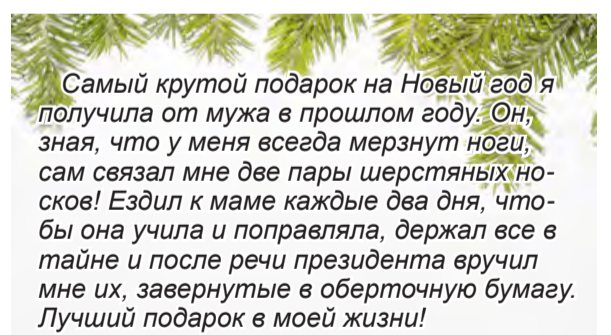 Самый крутой подарок на Новый год я
получила от мужа в прошлом году. Он,
зная, что у меня всегда мерзнут ноги,
сам связал мне две пары шерстяных но-
сков! Ездил к маме каждые два дня, что-
бы она учила и поправляла, держал все в
тайне и после речи президента вручил
мне их, завернутые в оберточную бумагу.
Лучший подарок в моей жизни!